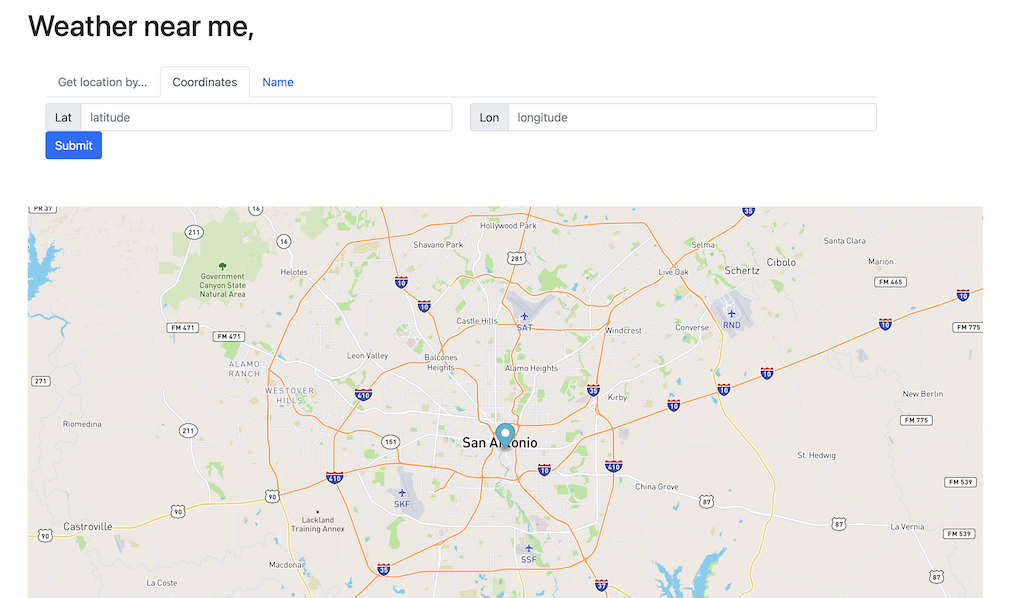 Weather near me,
Get location by...
Coordinates
Name
Lat
latitude
Lon
longitude
Submit
PR 37
16
35
211
Hollywood Park
16
Shavano Park
Selma
Santa Clara
281
Cibolo
Marion
Government
Canyon State
Natural Area
Helotes
Live Oak
Schertz
10
FM 465
10
10
Castle Hills
SAT
RND
10
FM 471
FM 471
Windcrest
Converse
FM 775
Leon Valley
Balcones
Heights
Alamo Heights
ALAMO
RANCH
10
271
WESTOVER
HILLS
410
35
Kirby
10
10
New Berlin
FM 775
Riomedina
211
151
San Antonio
St. Hedwig
410
10
410
China Grove
FM 539
90
SKF
87
90
Castroville
Lackland
Training Annex
87
La Vernia
90
FM 539
SSF
Macdona
35
La Coste
37
87